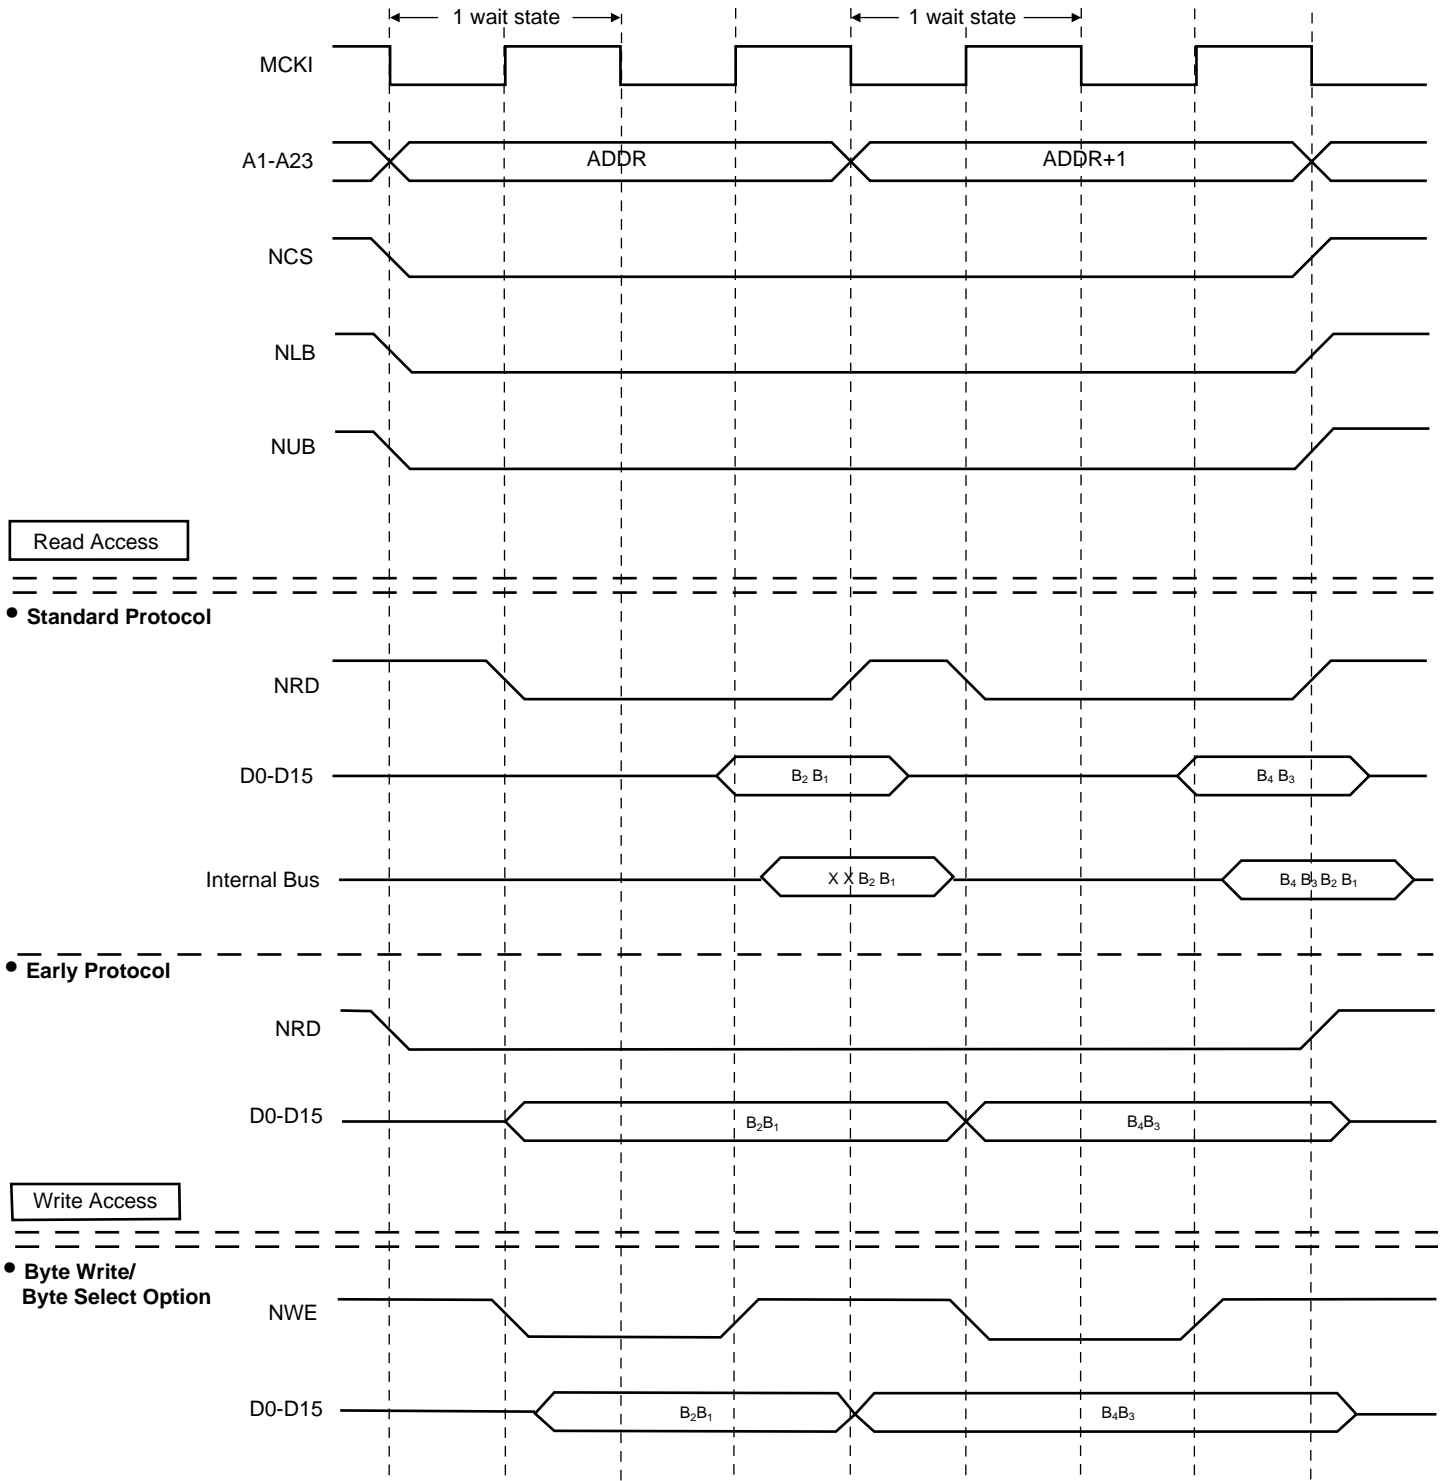 1 wait state 1 wait state
MCKI
A1-A23 ADDR ADDR+1
NCS
NLB
NUB
Read Access
• Standard Protocol
NRD
D0-D15 B₂ B₁ B₄ B₃
Internal Bus X X B₂ B₁ B₄ B₃ B₂ B₁
• Early Protocol
NRD
D0-D15 B₂B₁ B₄B₃
Write Access
• Byte Write/
Byte Select Option
NWE
D0-D15 B₂B₁ B₄B₃